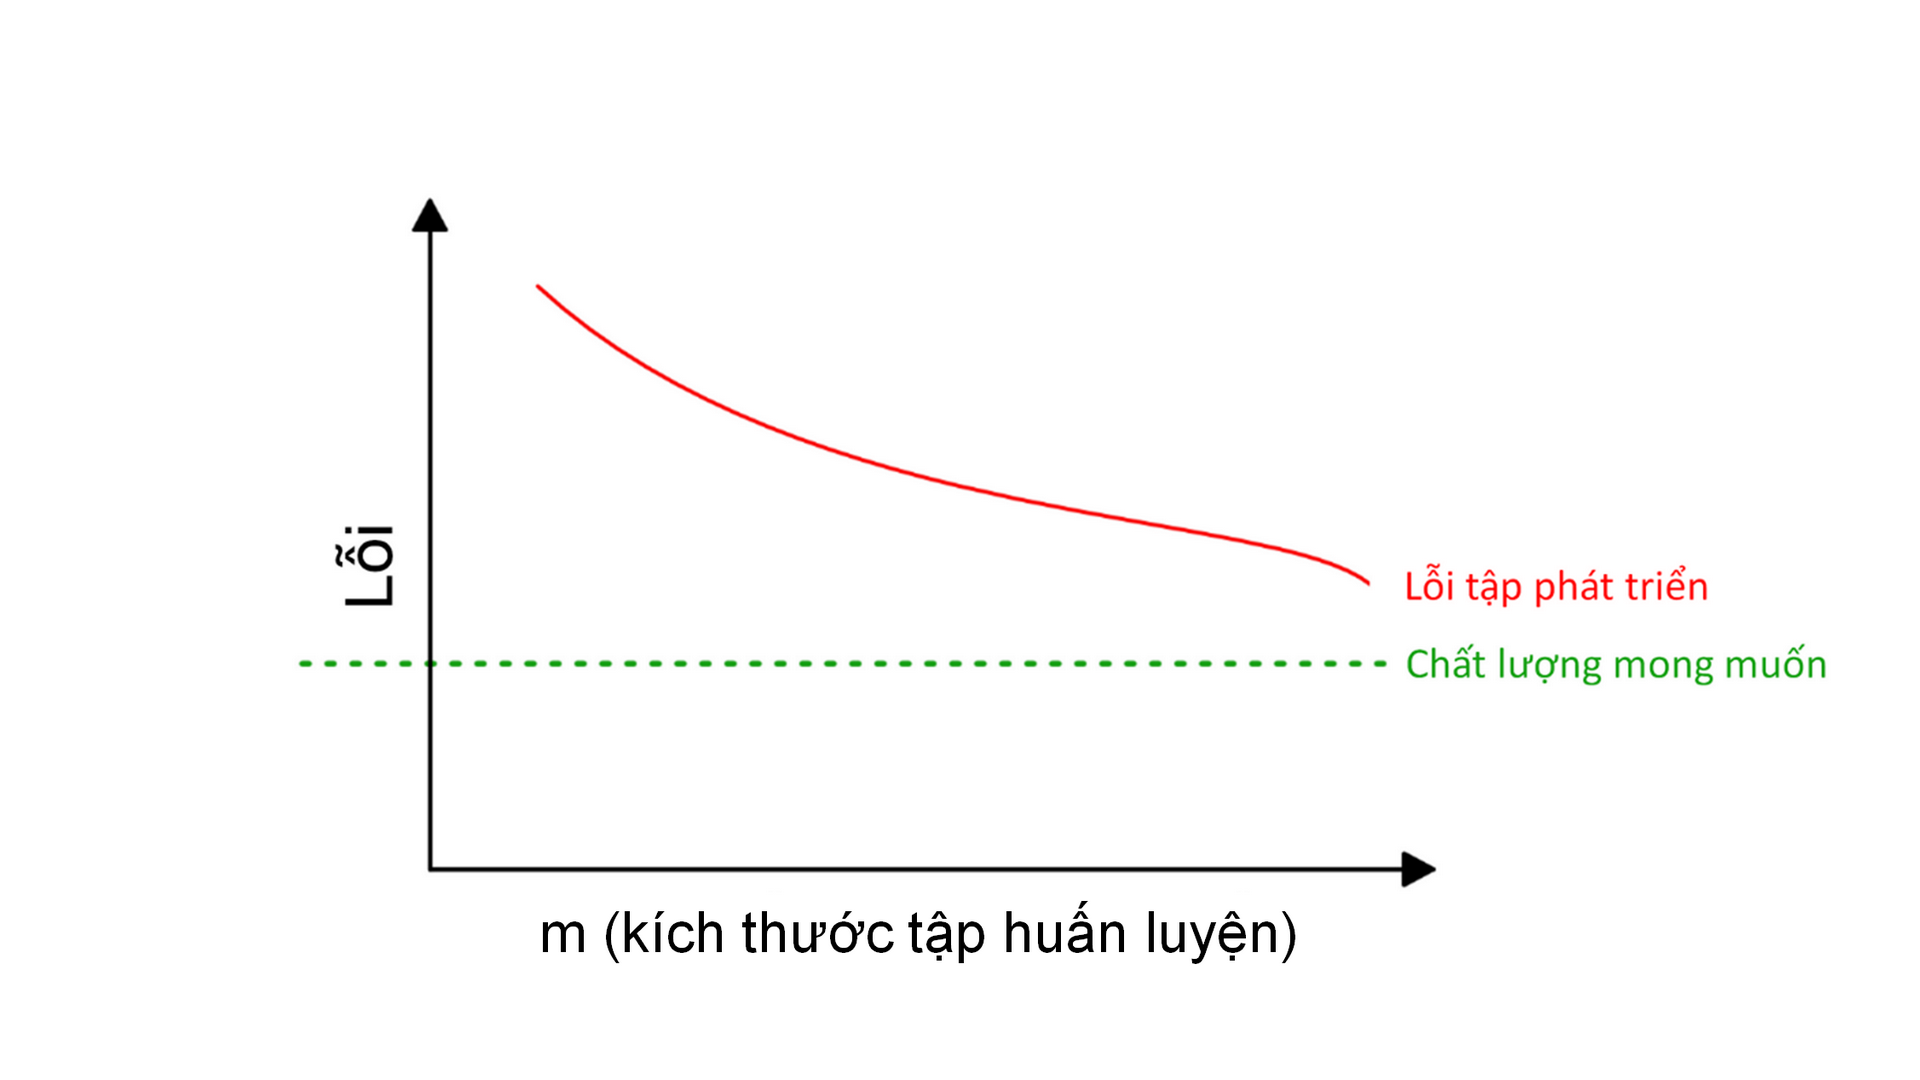 Lỗi
Lỗi tập phát triển
Chất lượng mong muốn
m (kích thước tập huấn luyện)